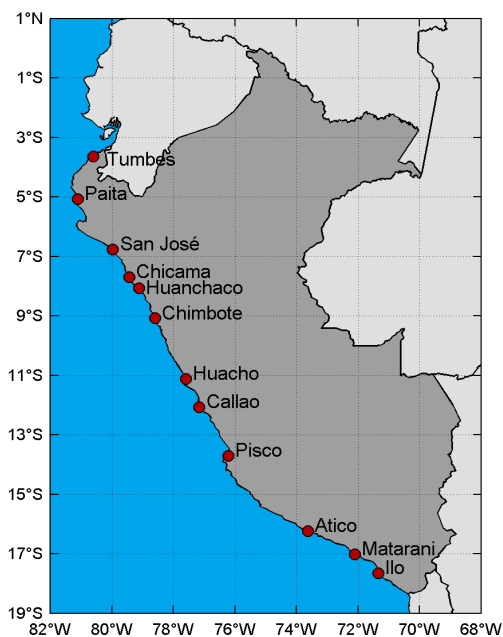 1°N
1°S
3°S
Tumbes
5°S
Paita
San José
7°S
Chicama
Huanchaco
9°S
Chimbote
11°S
Huacho
Callao
13°S
Pisco
15°S
Atico
17°S
Matarani
Ilo
19°S
82°W 80°W 78°W 76°W 74°W 72°W 70°W 68°W